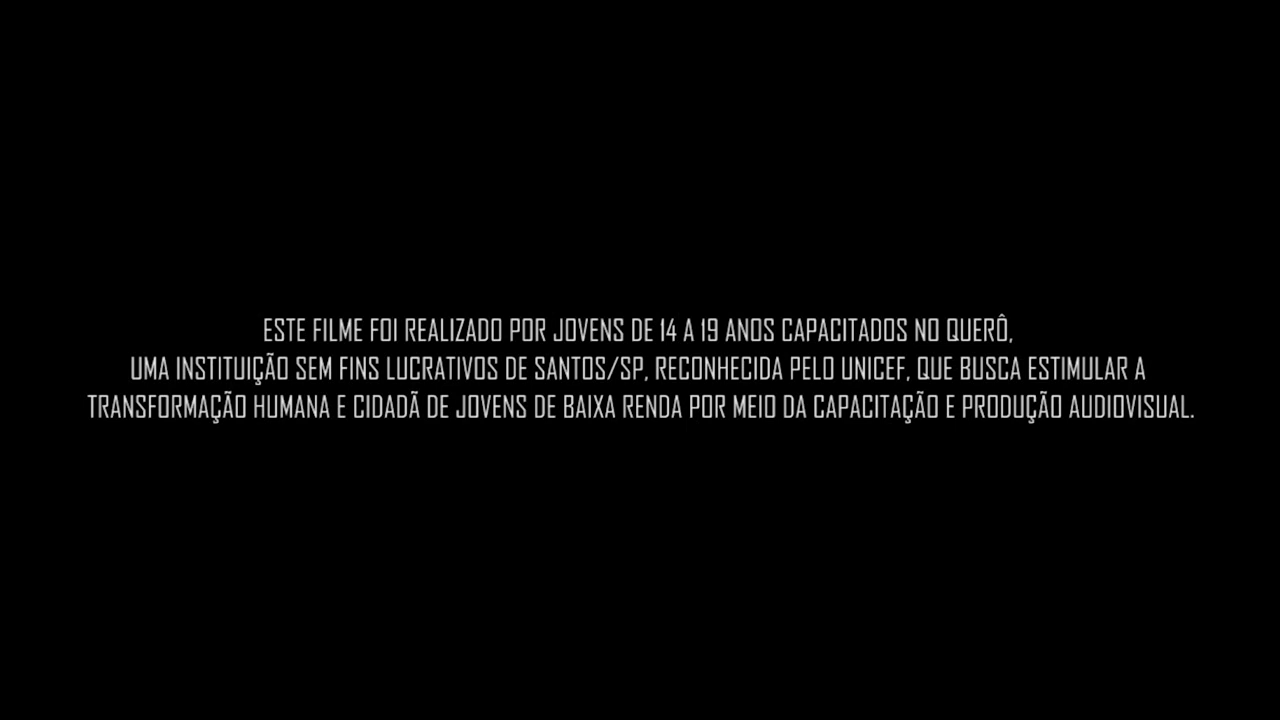 ESTE FILME FOI REALIZADO POR JOVENS DE 14 A 19 ANOS CAPACITADOS NO QUERÔ,
UMA INSTITUIÇÃO SEM FINS LUCRATIVOS DE SANTOS/SP, RECONHECIDA PELO UNICEF, QUE BUSCA ESTIMULAR A
TRANSFORMAÇÃO HUMANA E CIDADÃ DE JOVENS DE BAIXA RENDA POR MEIO DA CAPACITAÇÃO E PRODUÇÃO AUDIOVISUAL.